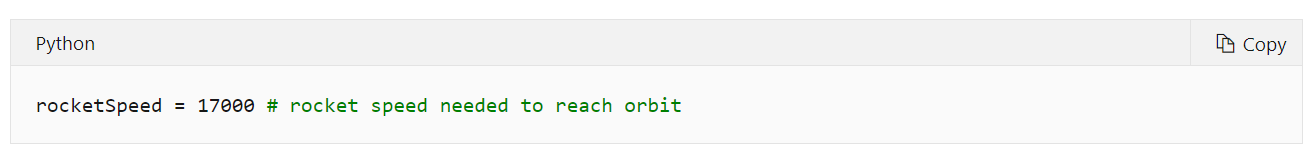 Python
Copy
rocketSpeed = 17000 # rocket speed needed to reach orbit